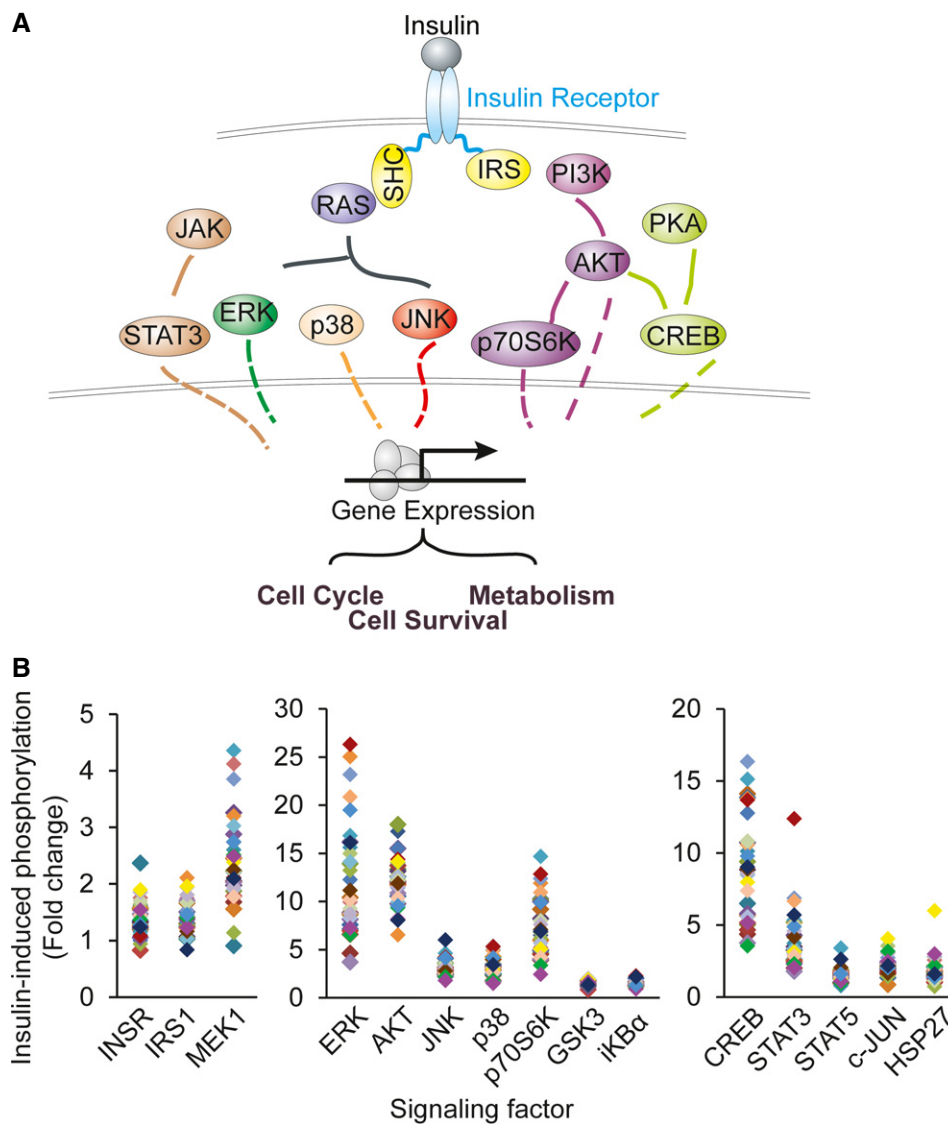 A
Insulin
Insulin Receptor
SHC
IRS
PI3K
RAS
PKA
JAK
AKT
ERK
STAT3
p38
JNK
p70S6K
CREB
Gene Expression
Cell Cycle
Metabolism
Cell Survival
B
Insulin-induced phosphorylation
(Fold change)
5
4
3
2
1
0
INSR
IRS1
MEK1
30
25
20
15
10
5
0
ERK
AKT
JNK
p38
p70S6K
GSK3
iKBα
20
15
10
5
0
CREB
STAT3
STAT5
c-JUN
HSP27
Signaling factor